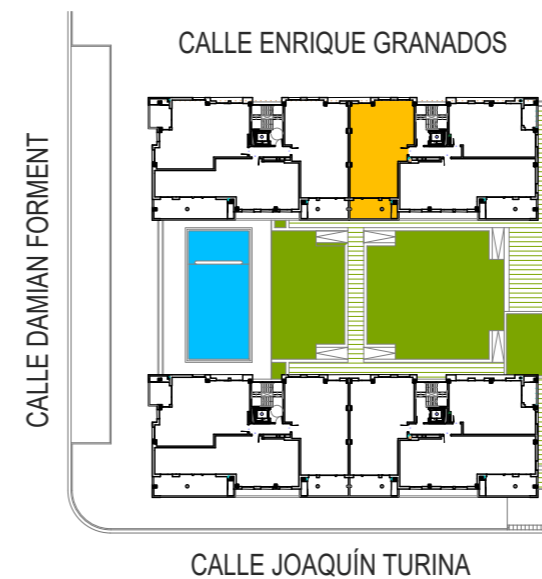 CALLE ENRIQUE GRANADOS
CALLE DAMIAN FORMENT
CALLE JOAQUÍN TURINA